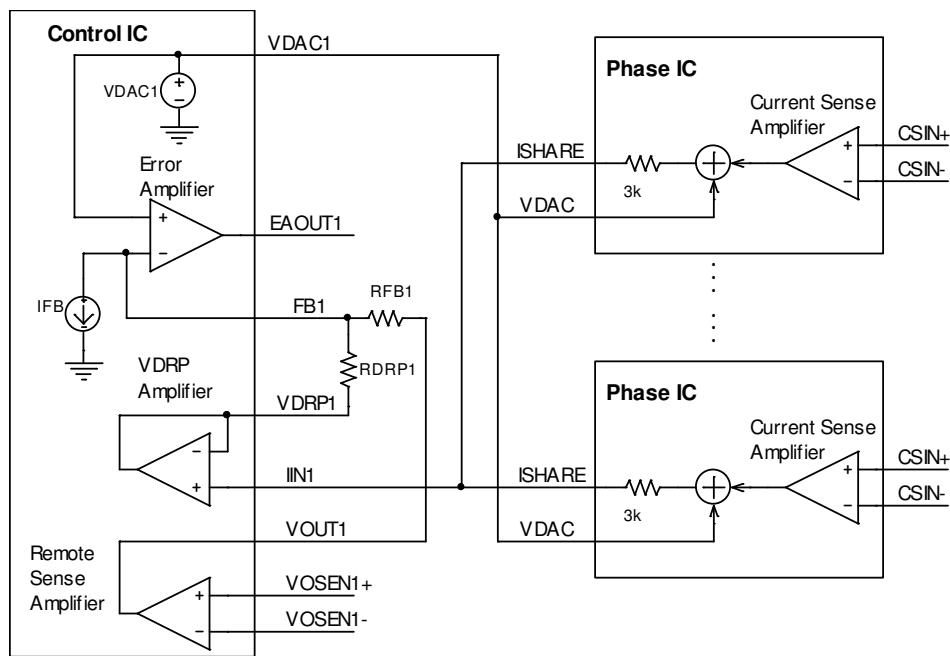 Control IC
VDAC1
VDAC1
Error
Amplifier
EAOUT1
IFB
FB1
RFB1
RDRP1
VDRP
Amplifier
VDRP1
IIN1
VOUT1
Remote
Sense
Amplifier
VOSEN1+
VOSEN1-
Phase IC
Current Sense
Amplifier
CSIN+
CSIN-
ISHARE
3k
VDAC
Phase IC
Current Sense
Amplifier
CSIN+
CSIN-
ISHARE
3k
VDAC